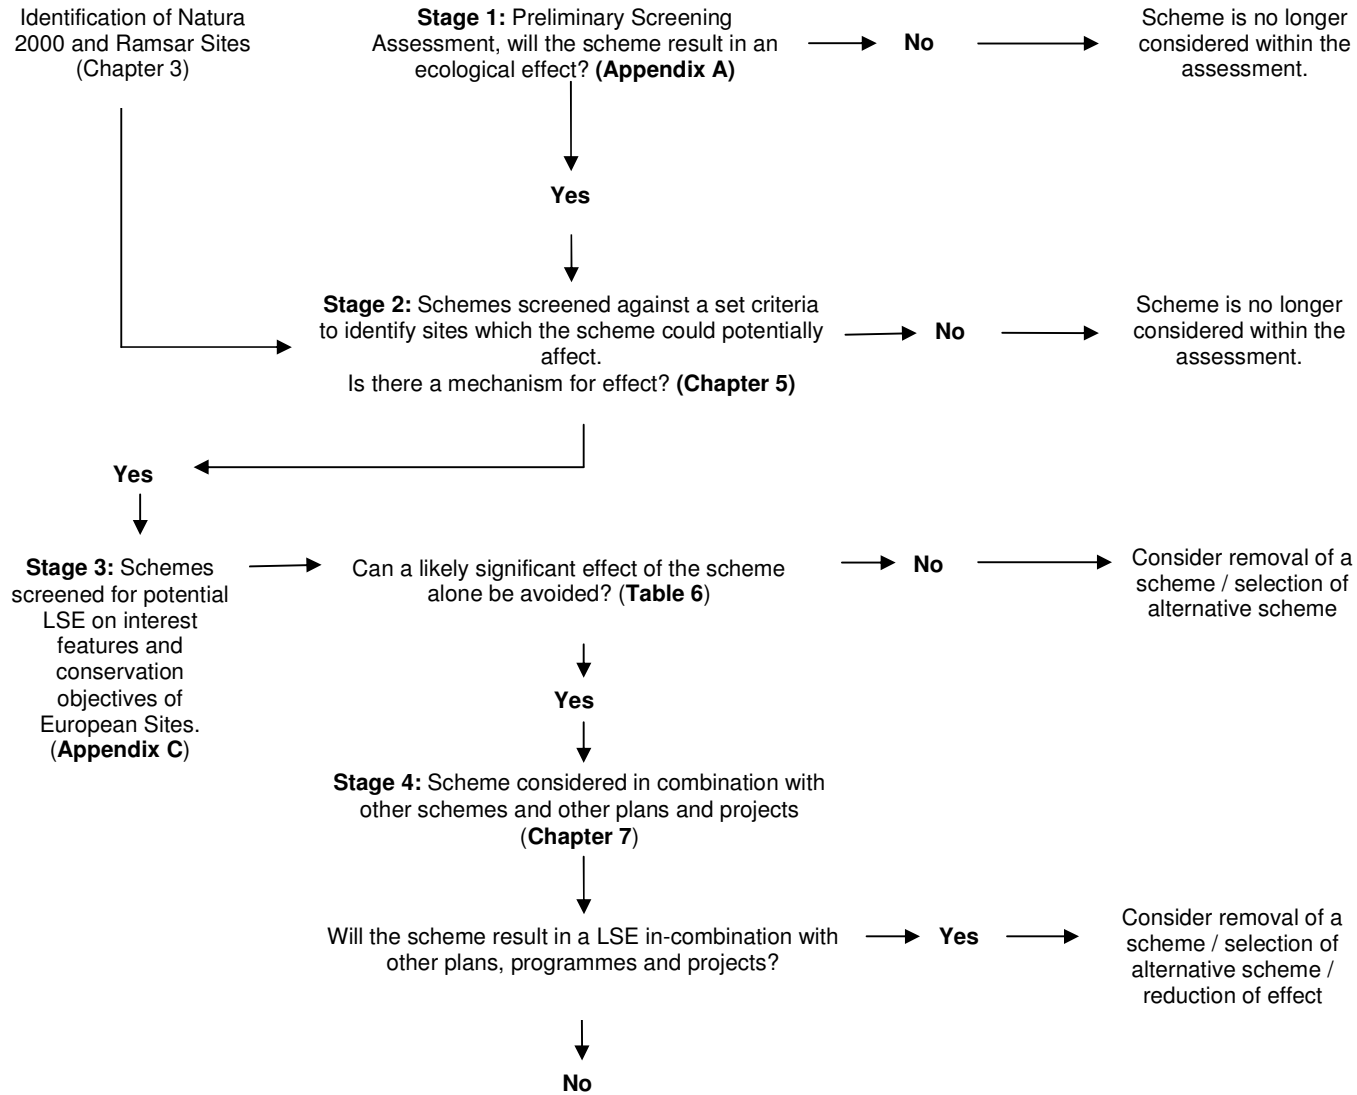 Identification of Natura
2000 and Ramsar Sites
(Chapter 3)
Stage 1: Preliminary Screening
Assessment, will the scheme result in an
ecological effect? (Appendix A)
No
Scheme is no longer
considered within the
assessment.
Yes
Stage 2: Schemes screened against a set criteria
to identify sites which the scheme could potentially
affect.
Is there a mechanism for effect? (Chapter 5)
No
Scheme is no longer
considered within the
assessment.
Yes
Stage 3: Schemes
screened for potential
LSE on interest
features and
conservation
objectives of
European Sites.
(Appendix C)
Can a likely significant effect of the scheme
alone be avoided? (Table 6)
No
Consider removal of a
scheme / selection of
alternative scheme
Yes
Stage 4: Scheme considered in combination with
other schemes and other plans and projects
(Chapter 7)
Will the scheme result in a LSE in-combination with
other plans, programmes and projects?
Yes
Consider removal of a
scheme / selection of
alternative scheme /
reduction of effect
No